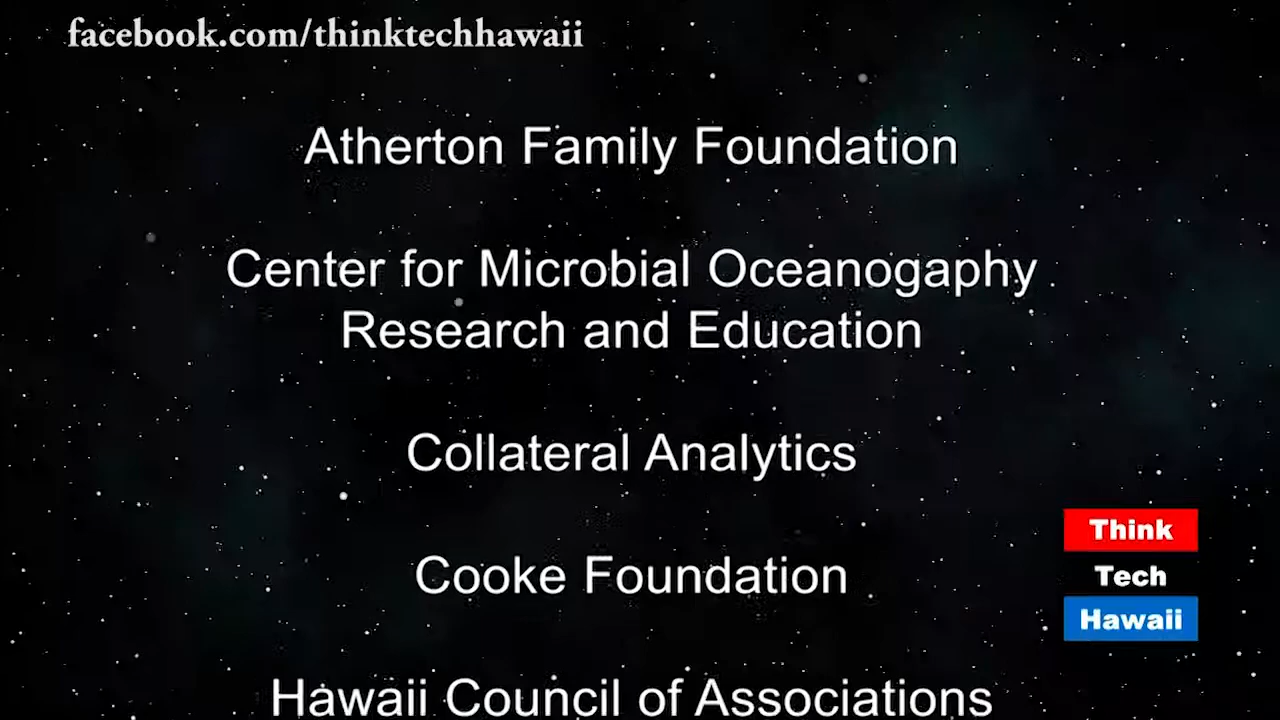 facebook.com/thinktechhawaii
Atherton Family Foundation
Center for Microbial Oceanogaphy
Research and Education
Collateral Analytics
Cooke Foundation
Think
Tech
Hawaii
Hawaii Council of Associations